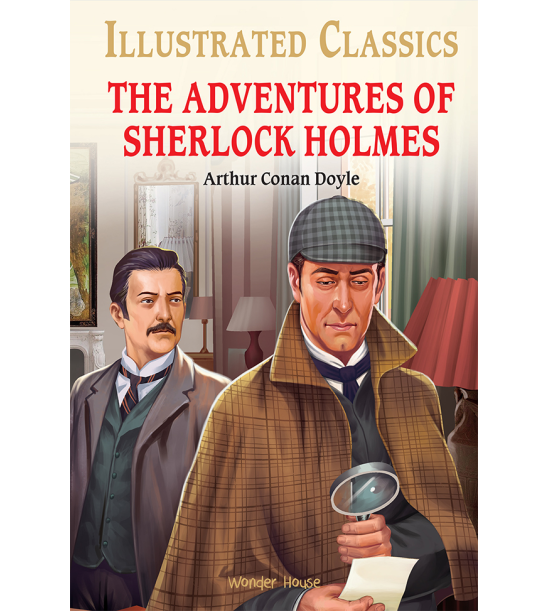 ILLUSTRATED CLASSICS
THE ADVENTURES OF
SHERLOCK HOLMES
Arthur Conan Doyle
Wonder House